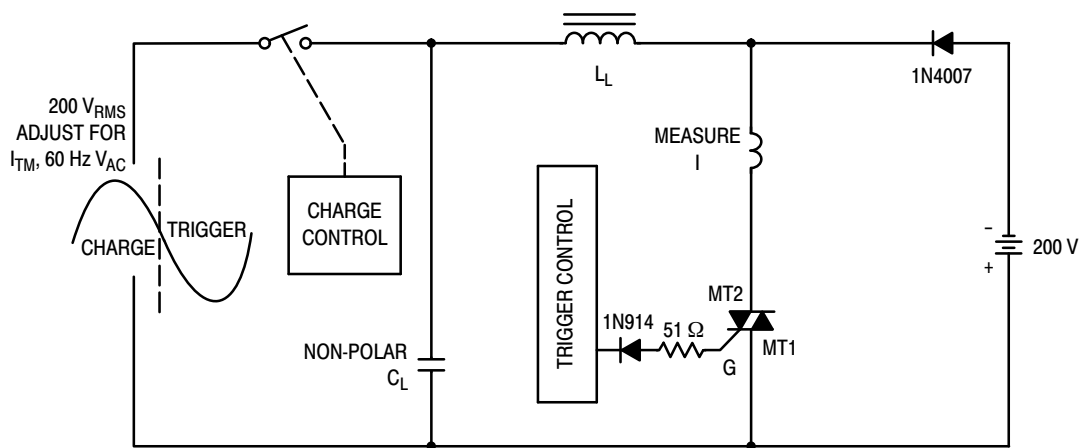 200 V_RMS
ADJUST FOR
I_TM, 60 Hz V_AC
CHARGE
TRIGGER
CHARGE
CONTROL
NON-POLAR
C_L
L_L
TRIGGER CONTROL
MEASURE
I
1N4007
-
+
200 V
MT2
1N914
51 Ω
G
MT1